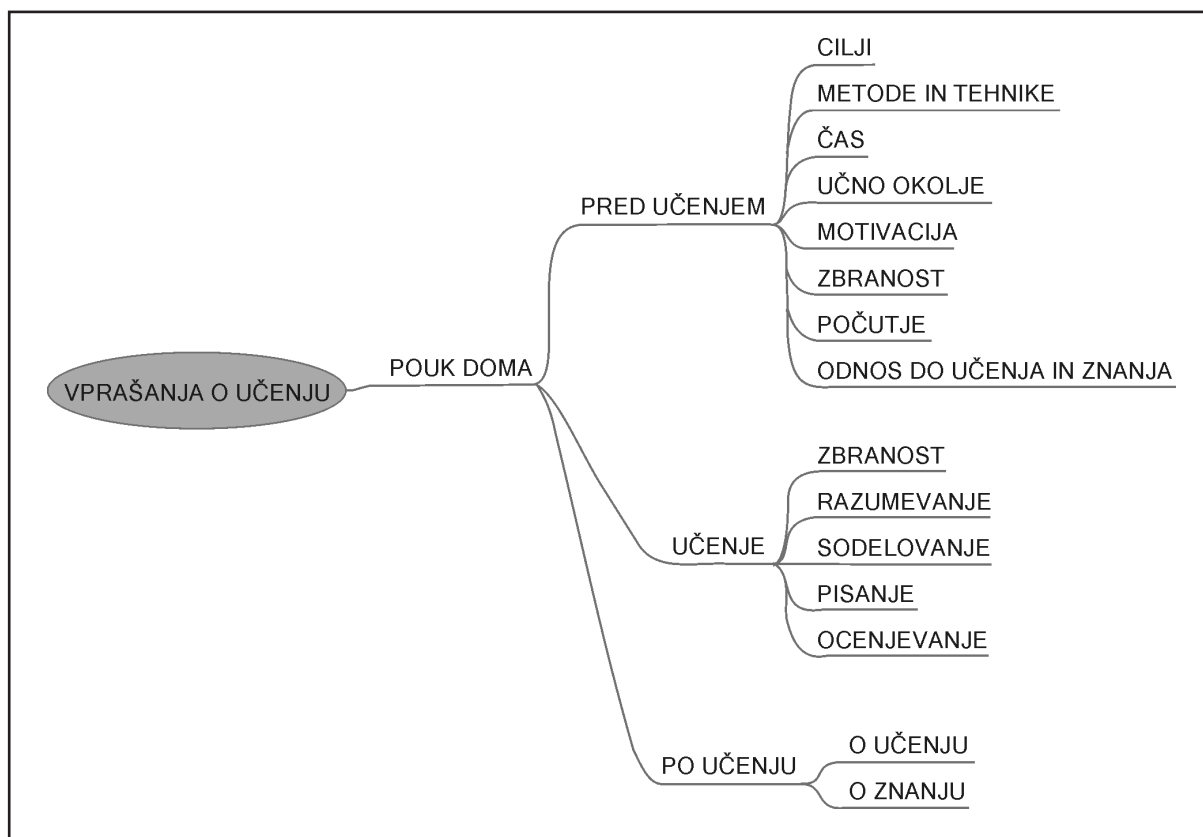 VPRAŠANJA O UČENJU
POUK DOMA
PRED UČENJEM
CILJI
METODE IN TEHNIKE
ČAS
UČNO OKOLJE
MOTIVACIJA
ZBRANOST
POČUTJE
ODNOS DO UČENJA IN ZNANJA
UČENJE
ZBRANOST
RAZUMEVANJE
SODELOVANJE
PISANJE
OCENJEVANJE
PO UČENJU
O UČENJU
O ZNANJU